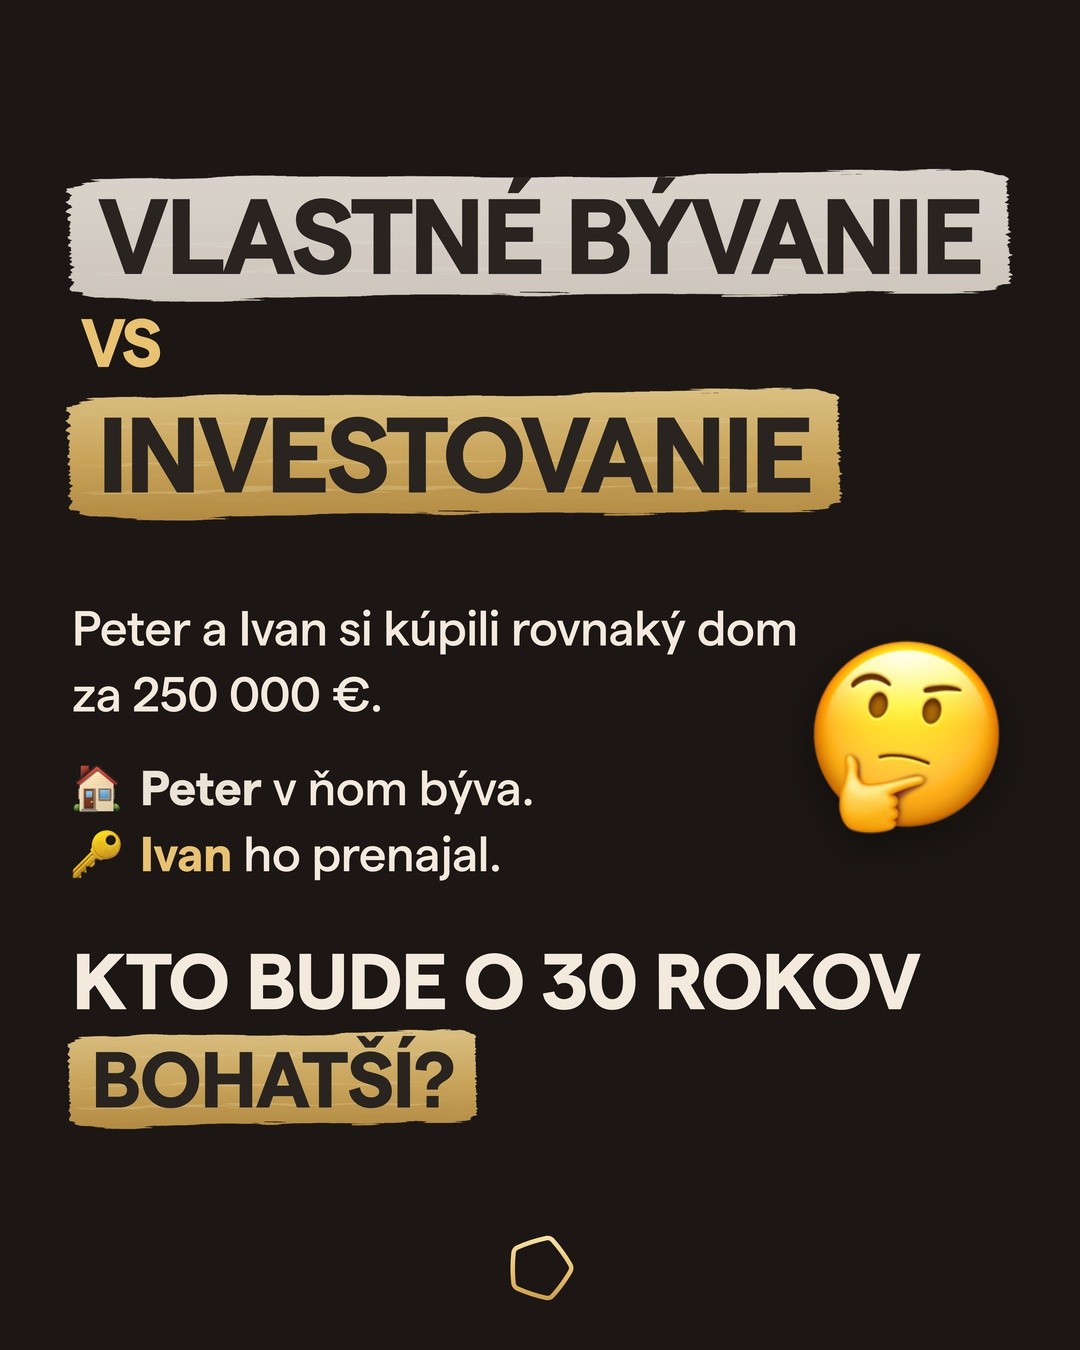 VLASTNÉ BÝVANIE
VS
INVESTOVANIE
Peter a Ivan si kúpili rovnaký dom
za 250 000 €.
Peter v ňom býva.
Ivan ho prenajal.
KTO BUDE O 30 ROKOV
BOHATŠÍ?